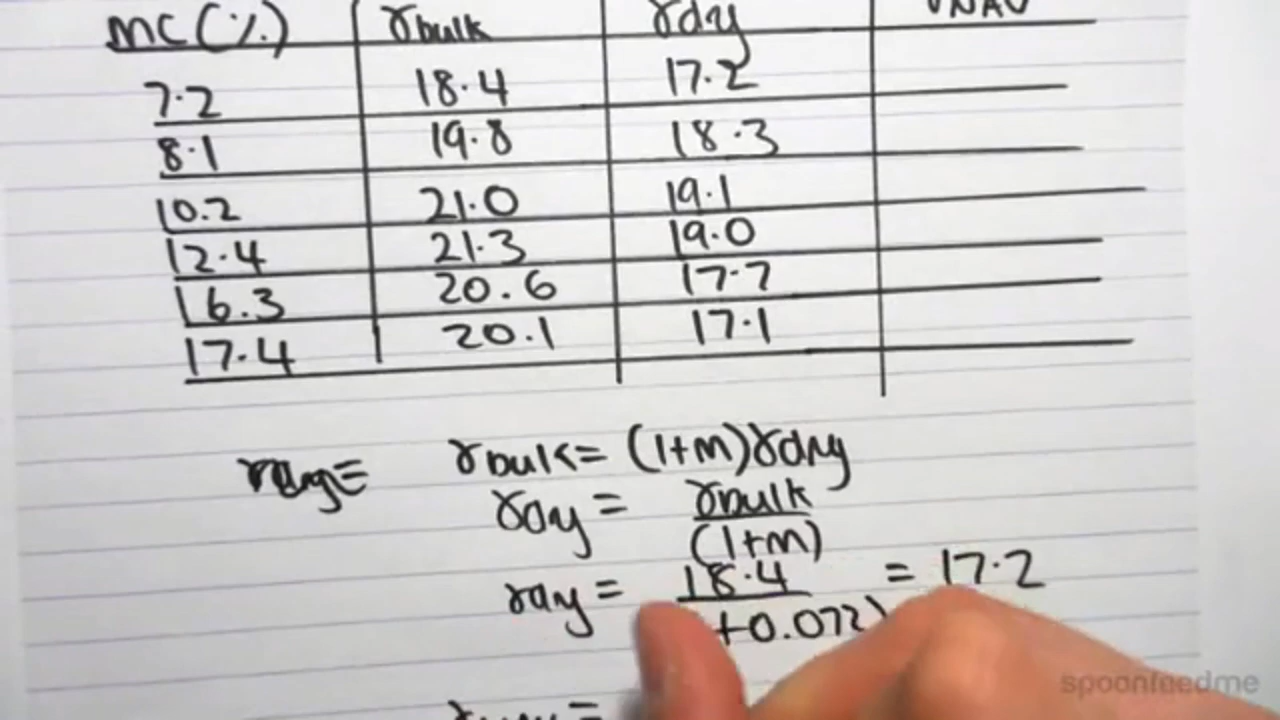 MC (%) γbulk γdry γNAV
7.2 18.4 17.2
8.1 19.8 18.3
10.2 21.0 19.1
12.4 21.3 19.0
16.3 20.6 17.7
17.4 20.1 17.1
γbulk = (1+m)γdry
γdry = γbulk
(1+m)
γdry = 18.4 = 17.2
+0.072)
spoonfeedme